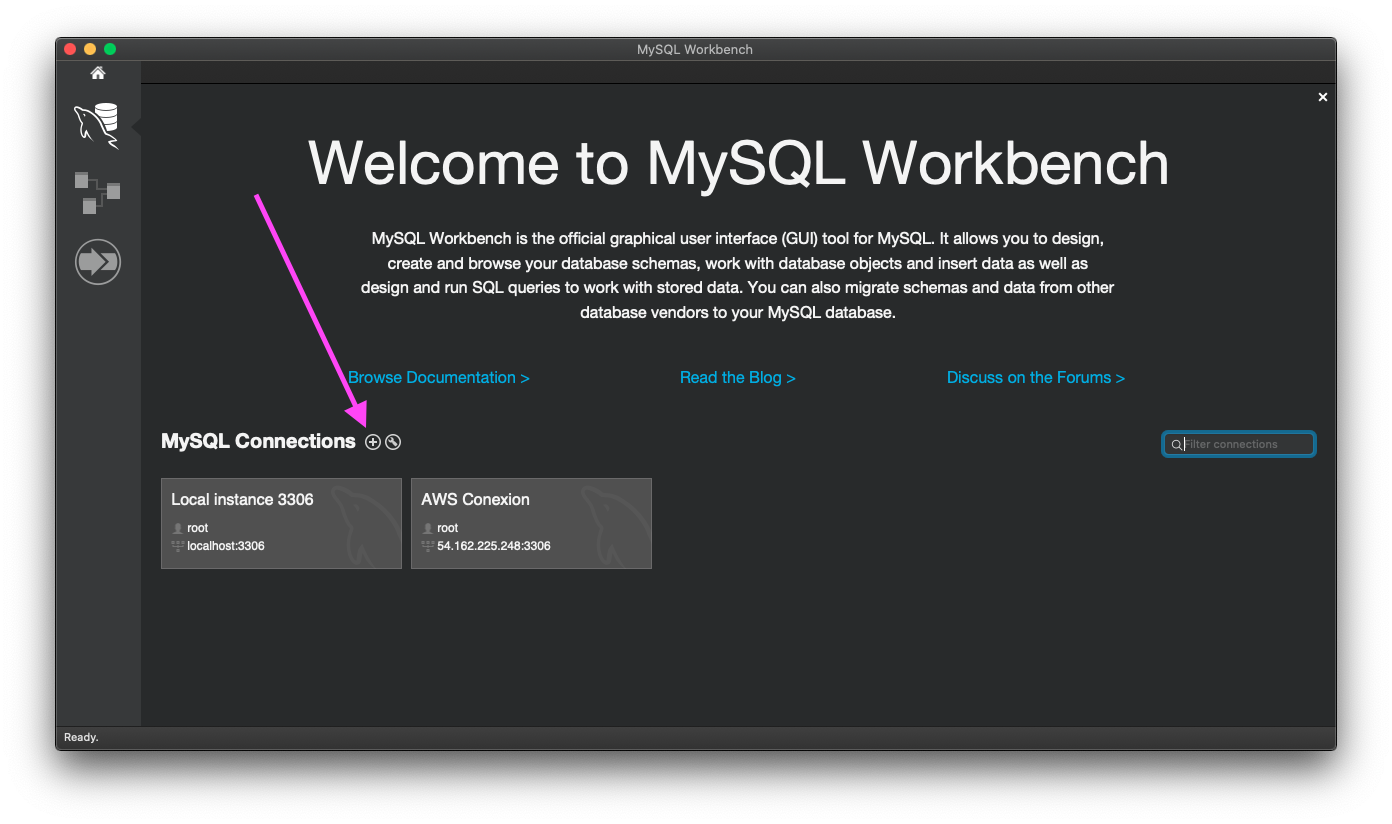 MySQL Workbench
Welcome to MySQL Workbench
MySQL Workbench is the official graphical user interface (GUI) tool for MySQL. It allows you to design,
create and browse your database schemas, work with database objects and insert data as well as
design and run SQL queries to work with stored data. You can also migrate schemas and data from other
database vendors to your MySQL database.
Browse Documentation >
Read the Blog >
Discuss on the Forums >
MySQL Connections
Filter connections
Local instance 3306
root
localhost:3306
AWS Conexion
root
54.162.225.248:3306
Ready.